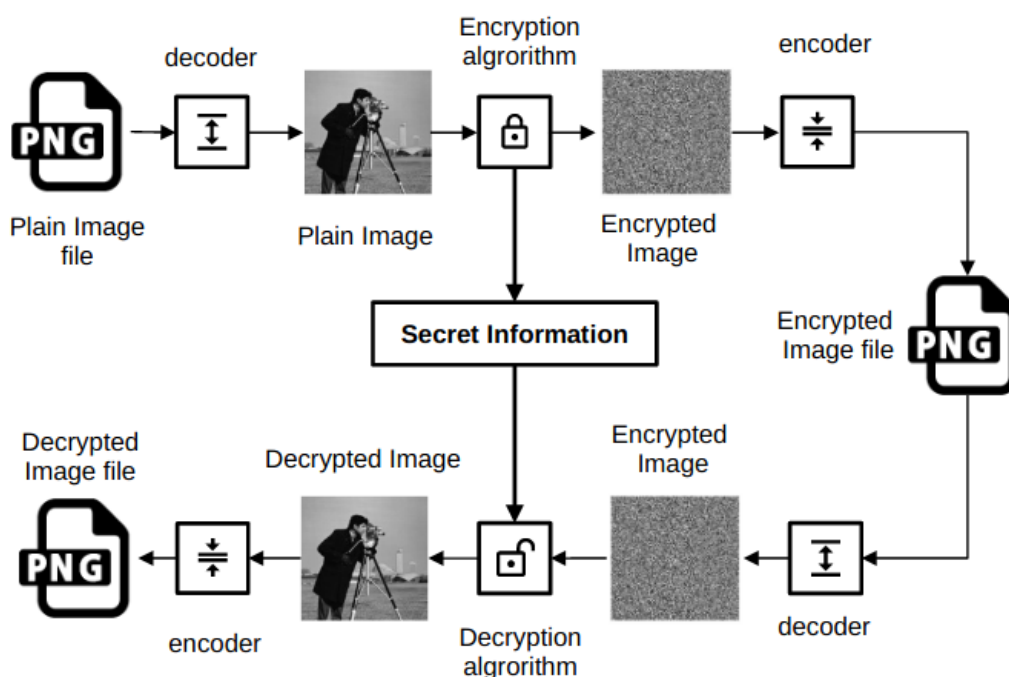 decoder
Encryption
algrorithm
encoder
PNG
Plain Image
file
Plain Image
Encrypted
Image
Secret Information
Encrypted
Image file
PNG
Decrypted
Image file
Decrypted Image
Encrypted
Image
PNG
encoder
Decryption
algrorithm
decoder